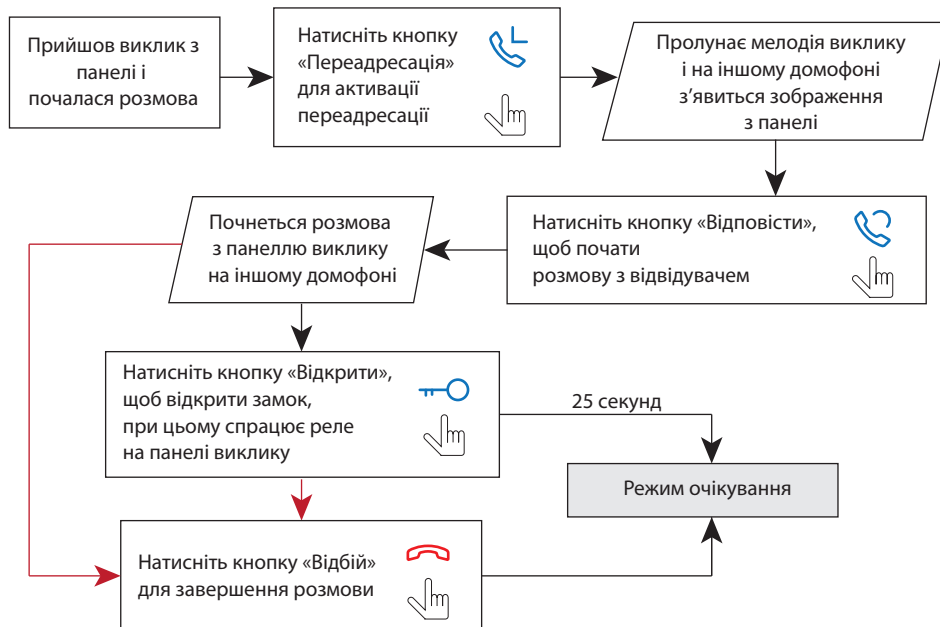 Прийшов виклик з
панелі і
почалася розмова
Натисніть кнопку
«Переадресація»
для активації
переадресації
Пролунає мелодія виклику
і на іншому домофоні
з’явиться зображення
з панелі
Натисніть кнопку «Відповісти»,
щоб почати
розмову з відвідувачем
Почнеться розмова
з панеллю виклику
на іншому домофоні
Натисніть кнопку «Відкрити»,
щоб відкрити замок,
при цьому спрацює реле
на панелі виклику
25 секунд
Режим очікування
Натисніть кнопку «Відбій»
для завершення розмови